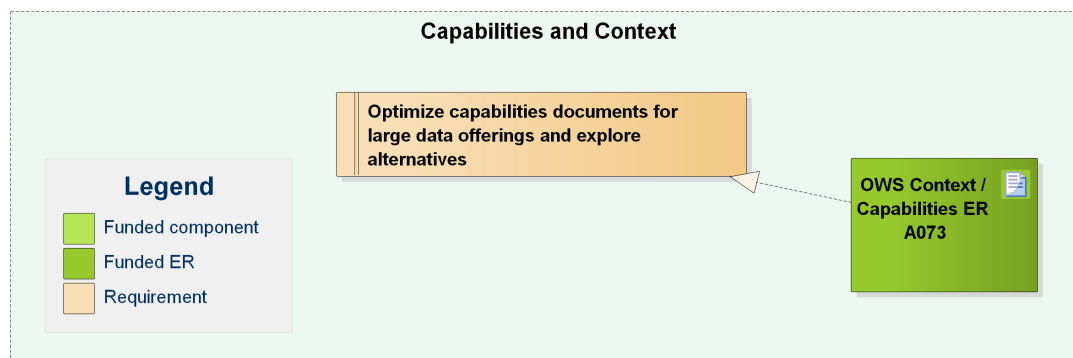 Capabilities and Context
Optimize capabilities documents for
large data offerings and explore
alternatives
Legend
Funded component
Funded ER
Requirement
OWS Context /
Capabilities ER
A073